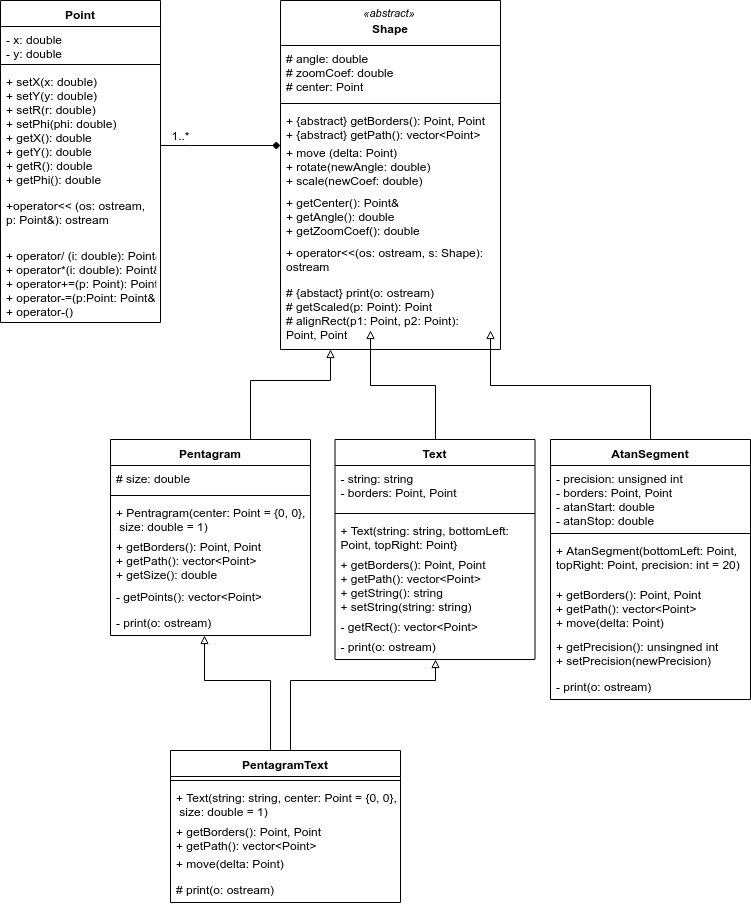 Point
- x: double
- y: double
+ setX(x: double)
+ setY(y: double)
+ setR(r: double)
+ setPhi(phi: double)
+ getX(): double
+ getY(): double
+ getR(): double
+ getPhi(): double
+operator<< (os: ostream,
p: Point&): ostream
+ operator/ (i: double): Point
+ operator*(i: double): Point&
+ operator+=(p: Point): Point
+ operator-=(p:Point: Point&
+ operator-()
1..*
«abstract»
Shape
# angle: double
# zoomCoef: double
# center: Point
+ {abstract} getBorders(): Point, Point
+ {abstract} getPath(): vector<Point>
+ move (delta: Point)
+ rotate(newAngle: double)
+ scale(newCoef: double)
+ getCenter(): Point&
+ getAngle(): double
+ getZoomCoef(): double
+ operator<<(os: ostream, s: Shape):
ostream
# {abstact} print(o: ostream)
# getScaled(p: Point): Point
# alignRect(p1: Point, p2: Point):
Point, Point
Pentagram
# size: double
+ Pentragram(center: Point = {0, 0},
size: double = 1)
+ getBorders(): Point, Point
+ getPath(): vector<Point>
+ getSize(): double
- getPoints(): vector<Point>
- print(o: ostream)
Text
- string: string
- borders: Point, Point
+ Text(string: string, bottomLeft:
Point, topRight: Point}
+ getBorders(): Point, Point
+ getPath(): vector<Point>
+ getString(): string
+ setString(string: string)
- getRect(): vector<Point>
- print(o: ostream)
AtanSegment
- precision: unsigned int
- borders: Point, Point
- atanStart: double
- atanStop: double
+ AtanSegment(bottomLeft: Point,
topRight: Point, precision: int = 20)
+ getBorders(): Point, Point
+ getPath(): vector<Point>
+ move(delta: Point)
+ getPrecision(): unsingned int
+ setPrecision(newPrecision)
- print(o: ostream)
PentagramText
+ Text(string: string, center: Point = {0, 0},
size: double = 1)
+ getBorders(): Point, Point
+ getPath(): vector<Point>
+ move(delta: Point)
# print(o: ostream)